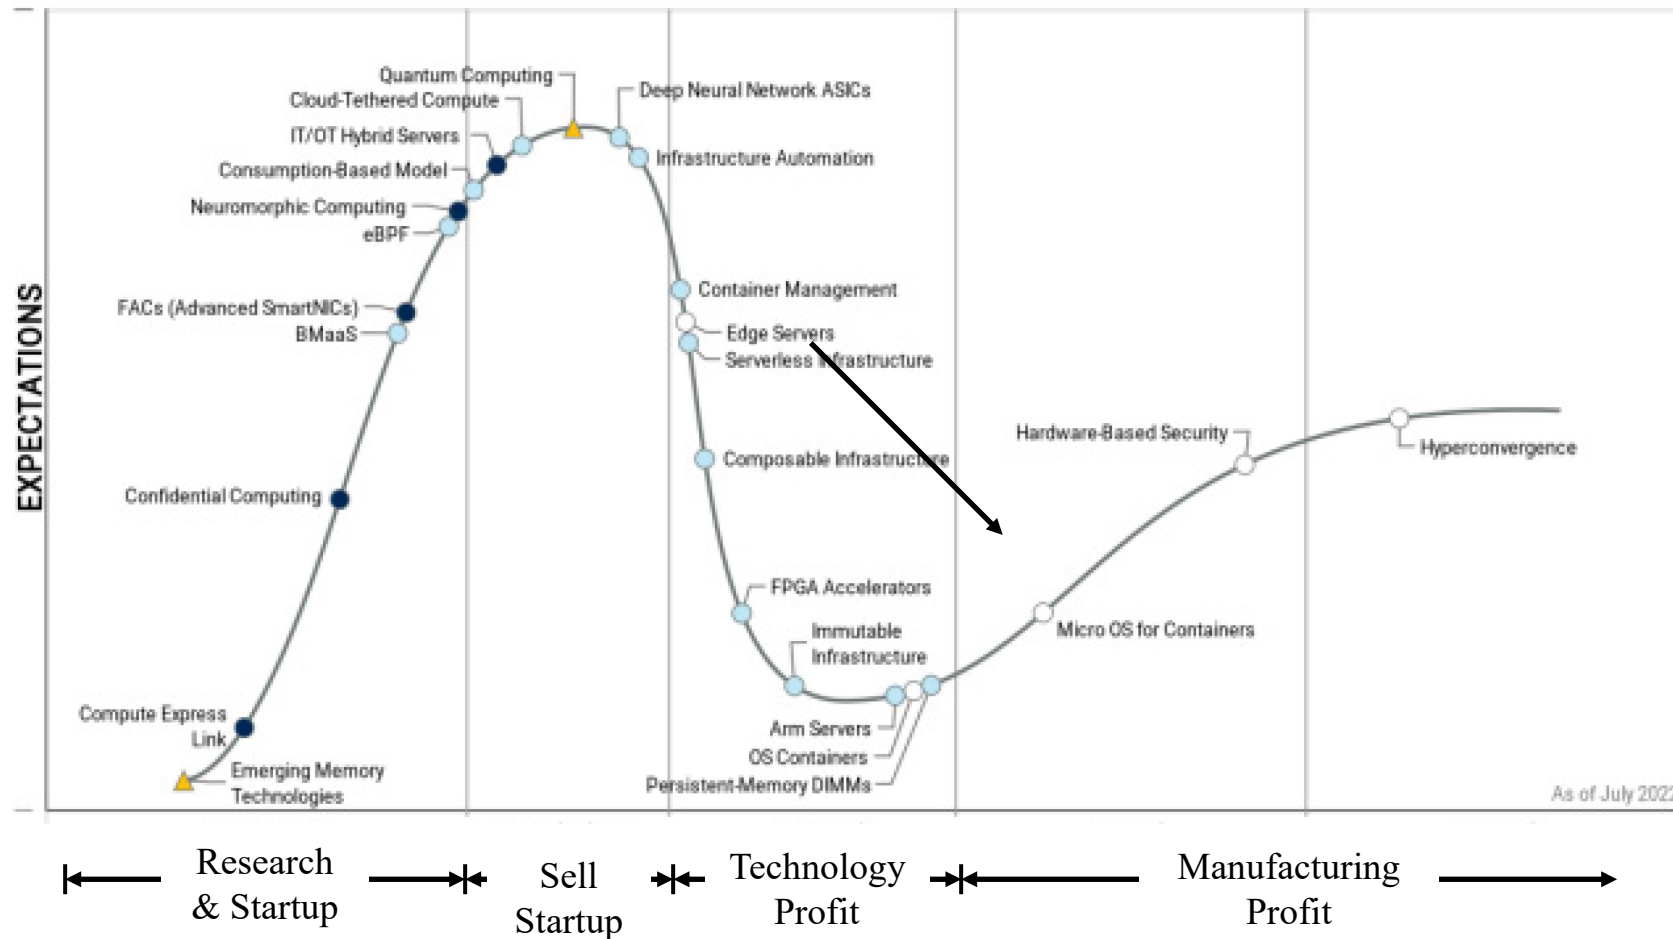 Quantum Computing
Deep Neural Network ASICs
Cloud-Tethered Compute
IT/OT Hybrid Servers
Infrastructure Automation
Consumption-Based Model
Neuromorphic Computing
eBPF
Container Management
FACs (Advanced SmartNICs)
BMaaS
Edge Servers
Serverless Infrastructure
EXPECTATIONS
Hardware-Based Security
Hyperconvergence
Composable Infrastructure
Confidential Computing
FPGA Accelerators
Immutable
Infrastructure
Micro OS for Containers
Compute Express
Link
Arm Servers
OS Containers
Emerging Memory
Technologies
Persistent-Memory DIMMs
As of July 2022
Research
& Startup
Sell
Startup
Technology
Profit
Manufacturing
Profit